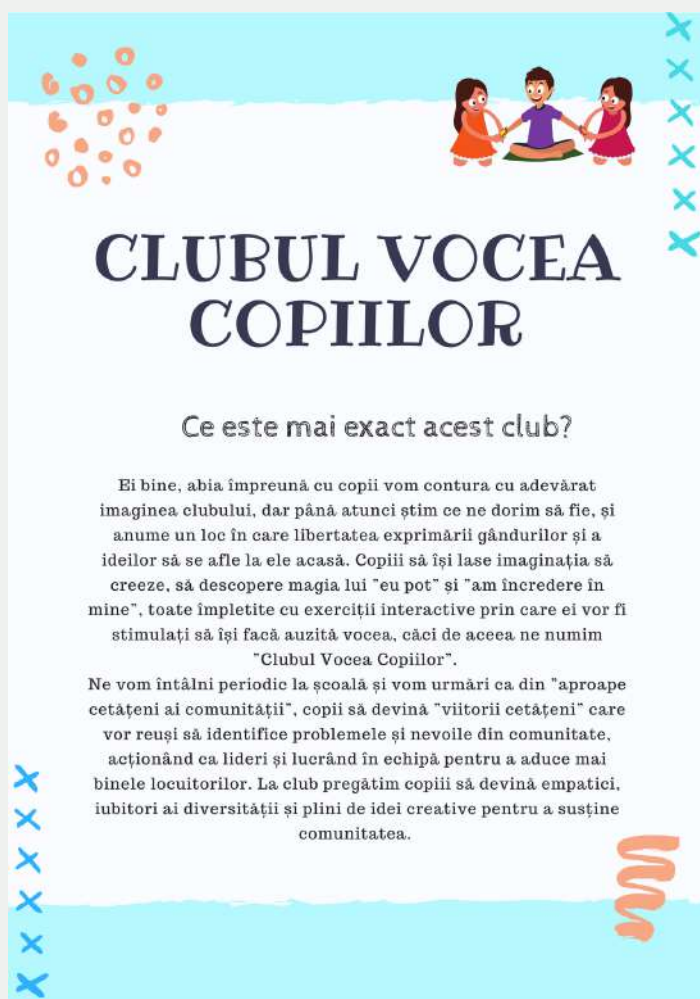 CLUBUL VOCEA
COPIILOR
Ce este mai exact acest club?
Ei bine, abia împreună cu copii vom contura cu adevărat
imaginea clubului, dar până atunci știm ce ne dorim să fie, și
anume un loc în care libertatea exprimării gândurilor și a
ideilor să se afle la ele acasă. Copiii să își lase imaginația să
creeze, să descopere magia lui "eu pot" și "am încredere în
mine", toate împletite cu exerciții interactive prin care ei vor fi
stimulați să își facă auzită vocea, căci de aceea ne numim
"Clubul Vocea Copiilor".
Ne vom întâlni periodic la școală și vom urmări ca din "aproape
cetățeni ai comunității", copii să devină "viitorii cetățeni" care
vor reuși să identifice problemele și nevoile din comunitate,
acționând ca lideri și lucrând în echipă pentru a aduce mai
binele locuitorilor. La club pregătim copiii să devină empatici,
iubitori ai diversității și plini de idei creative pentru a susține
comunitatea.